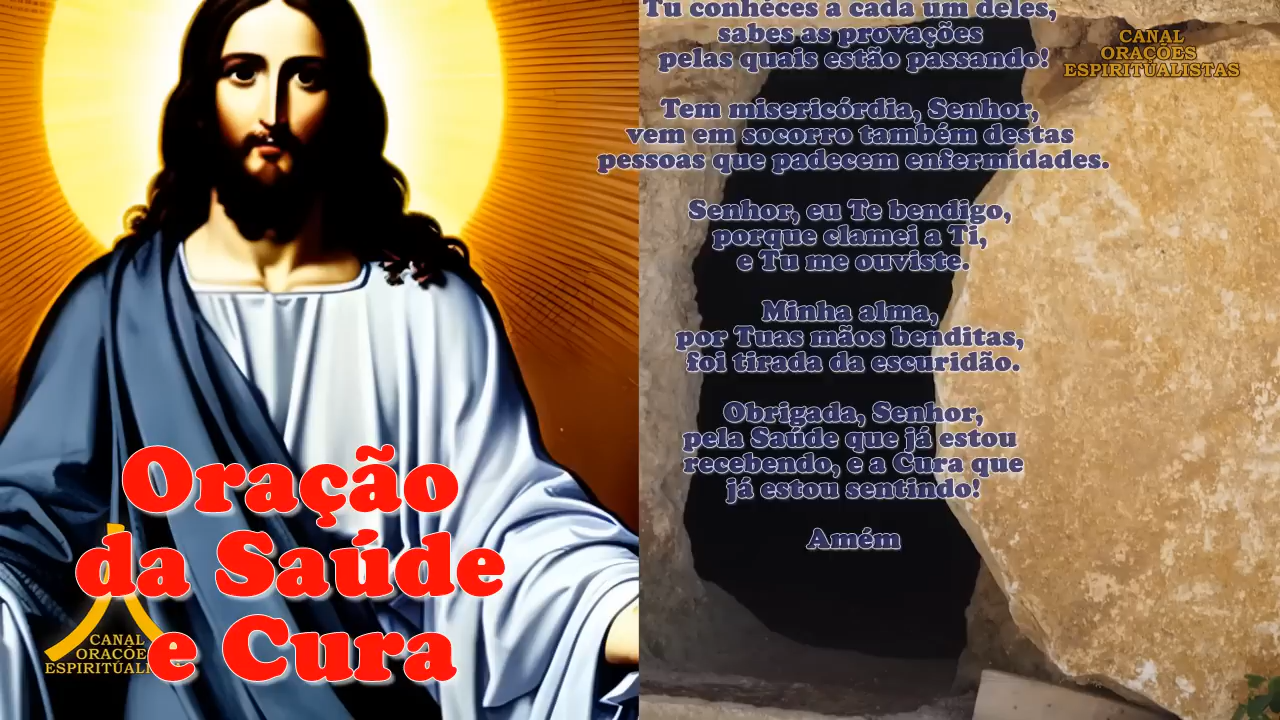 Oração
da Saúde
e Cura
CANAL
ORAÇÕE
ESPIRITUALI
Tu conheces a cada um deles,
sabes as provações
pelas quais estão passando!
Tem misericórdia, Senhor,
vem em socorro também destas
pessoas que padecem enfermidades.
Senhor, eu Te bendigo,
porque clamei a Ti,
e Tu me ouviste.
Minha alma,
por Tuas mãos benditas,
foi tirada da escuridão.
Obrigada, Senhor,
pela Saúde que já estou
recebendo, e a Cura que
já estou sentindo!
Amém
CANAL
ORAÇÕES
ESPIRITUALISTAS